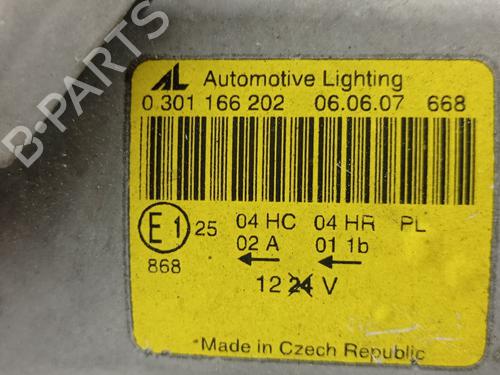 AL Automotive Lighting
0 301 166 202 06.06.07 668
E1 25 04 HC 04 HR PL
02 A 01 1b
868
12 24 V
Made in Czech Republic
B-PARTS